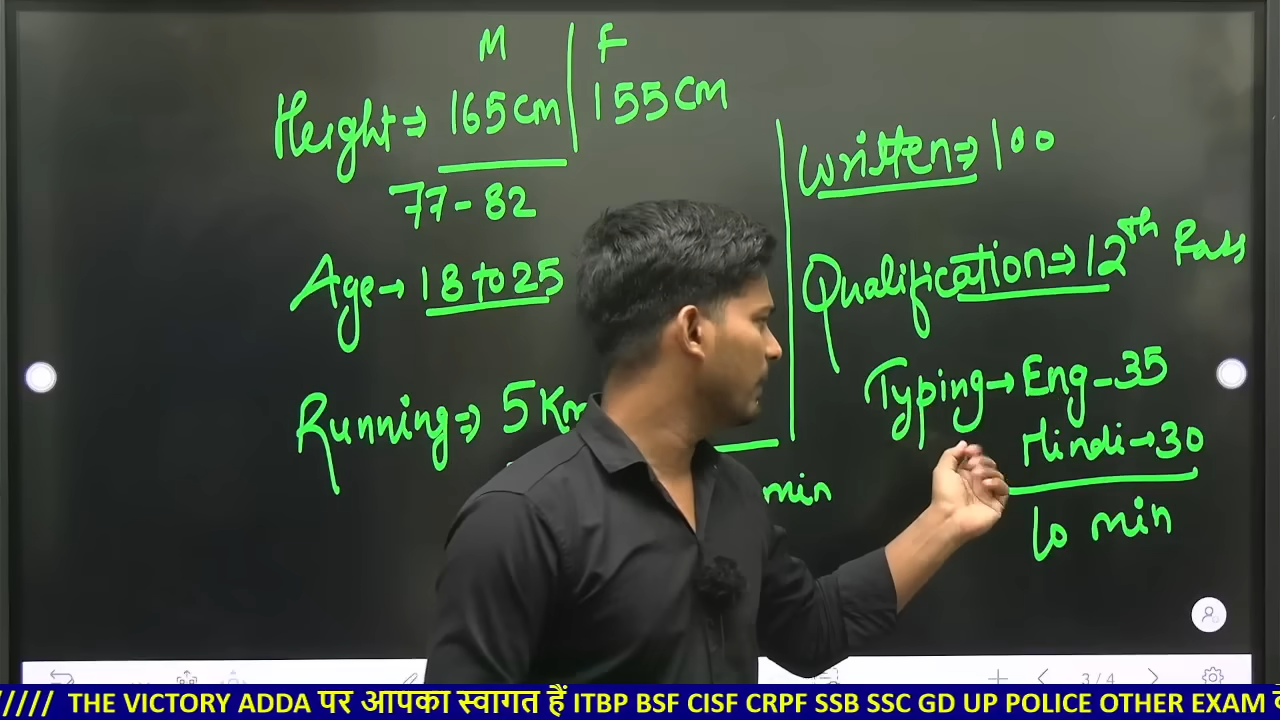 M | F
Height ⇒ 165 cm | 155 cm
77 - 82
Age → 18 to 25
Running ⇒ 5 Km
min
Written ⇒ 100
Qualification ⇒ 12th Pass
Typing → Eng - 35
Hindi → 30
10 min
3 / 4
///// THE VICTORY ADDA पर आपका स्वागत हैं ITBP BSF CISF CRPF SSB SSC GD UP POLICE OTHER EXAM